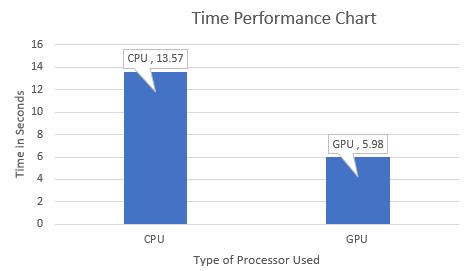 Time Performance Chart
16
14
12
10
8
6
4
2
0
Time in Seconds
CPU , 13.57
GPU , 5.98
CPU
GPU
Type of Processor Used